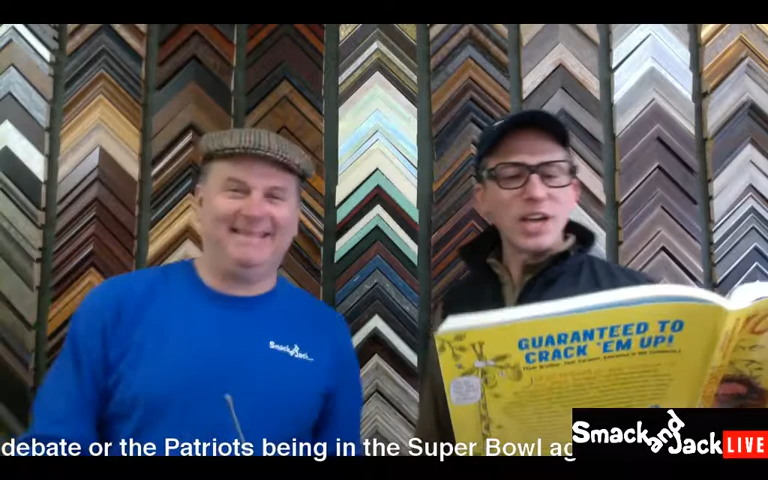 Smack and Jack
GUARANTEED TO
CRACK 'EM UP!
debate or the Patriots being in the Super Bowl ag
Smack and Jack LIVE